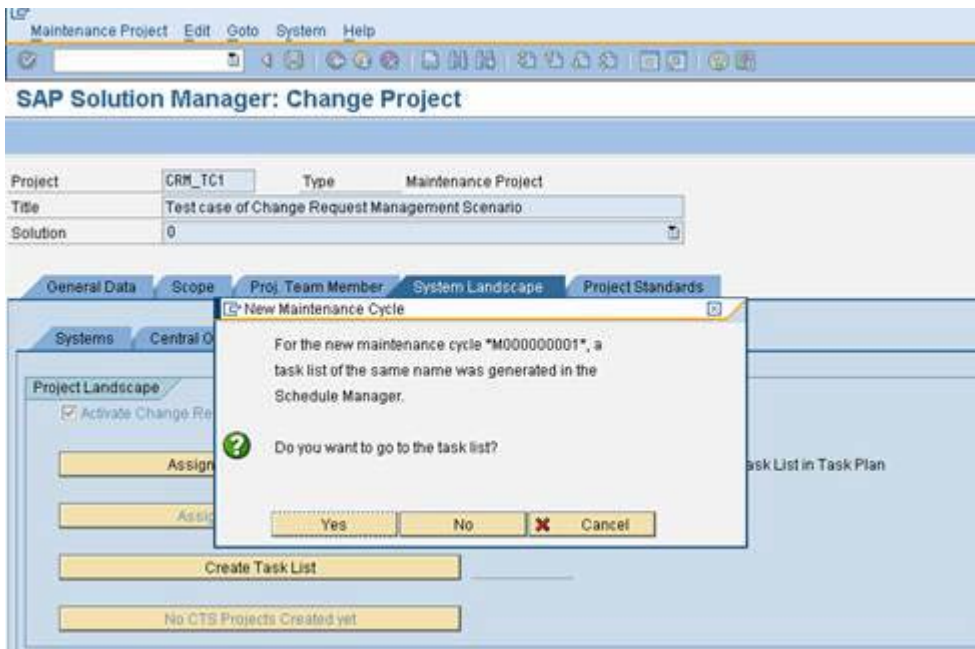 Maintenance Project Edit Goto System Help
SAP Solution Manager: Change Project
Project CRM_TC1 Type Maintenance Project
Title Test case of Change Request Management Scenario
Solution 0
General Data Scope Proj. Team Member System Landscape Project Standards
New Maintenance Cycle
Systems Central O
For the new maintenance cycle "M000000001", a
task list of the same name was generated in the
Schedule Manager.
Project Landscape
Activate Change Re
Do you want to go to the task list?
Assign
ask List in Task Plan
Assig
Yes No Cancel
Create Task List
No CTS Projects Created yet